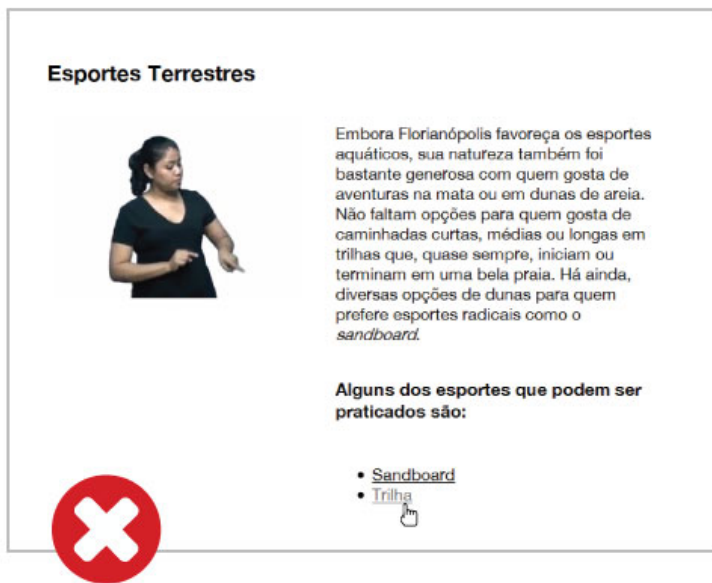 Esportes Terrestres
Embora Florianópolis favoreça os esportes
aquáticos, sua natureza também foi
bastante generosa com quem gosta de
aventuras na mata ou em dunas de areia.
Não faltam opções para quem gosta de
caminhadas curtas, médias ou longas em
trilhas que, quase sempre, iniciam ou
terminam em uma bela praia. Há ainda,
diversas opções de dunas para quem
prefere esportes radicais como o
sandboard.
Alguns dos esportes que podem ser
praticados são:
• Sandboard
• Trilha